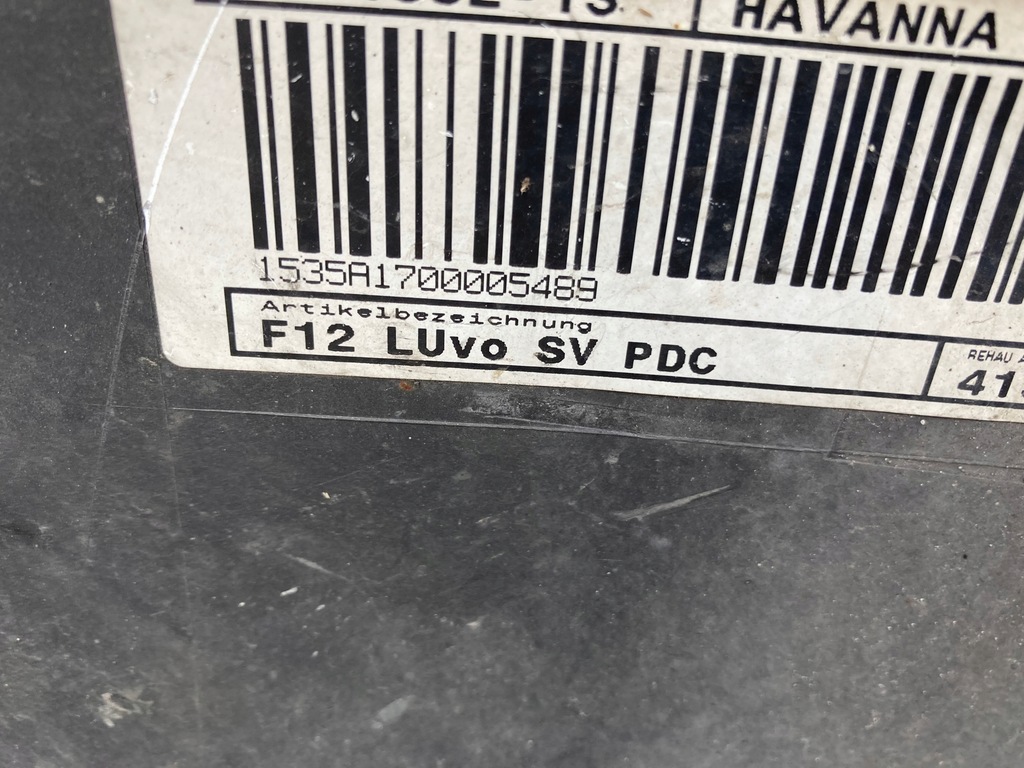 HAVANNA
1535A1700005489
Artikelbezeichnung
F12 LUvo SV PDC
REHAU